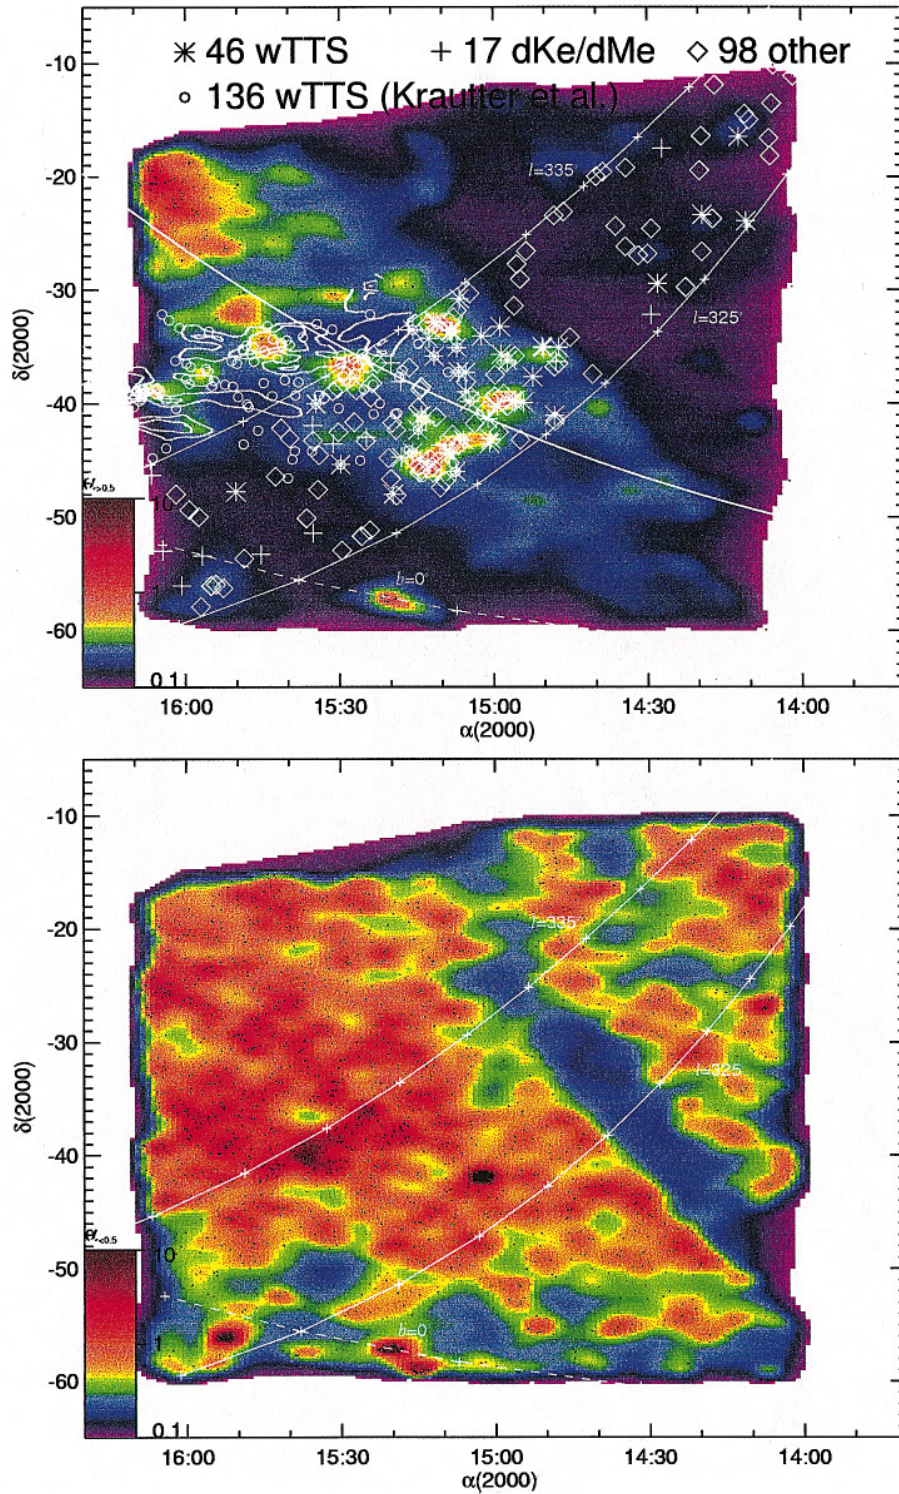 ✳ 46 wTTS + 17 dKe/dMe ◇ 98 other
○ 136 wTTS (Krautter et al.)
-10
-20
-30
-40
-50
-60
δ(2000)
l=335°
l=325°
b=0°
10
1
0.1
16:00 15:30 15:00 14:30 14:00
α(2000)
-10
-20
-30
-40
-50
-60
δ(2000)
l=335°
l=325
b=0
10
1
0.1
16:00 15:30 15:00 14:30 14:00
α(2000)